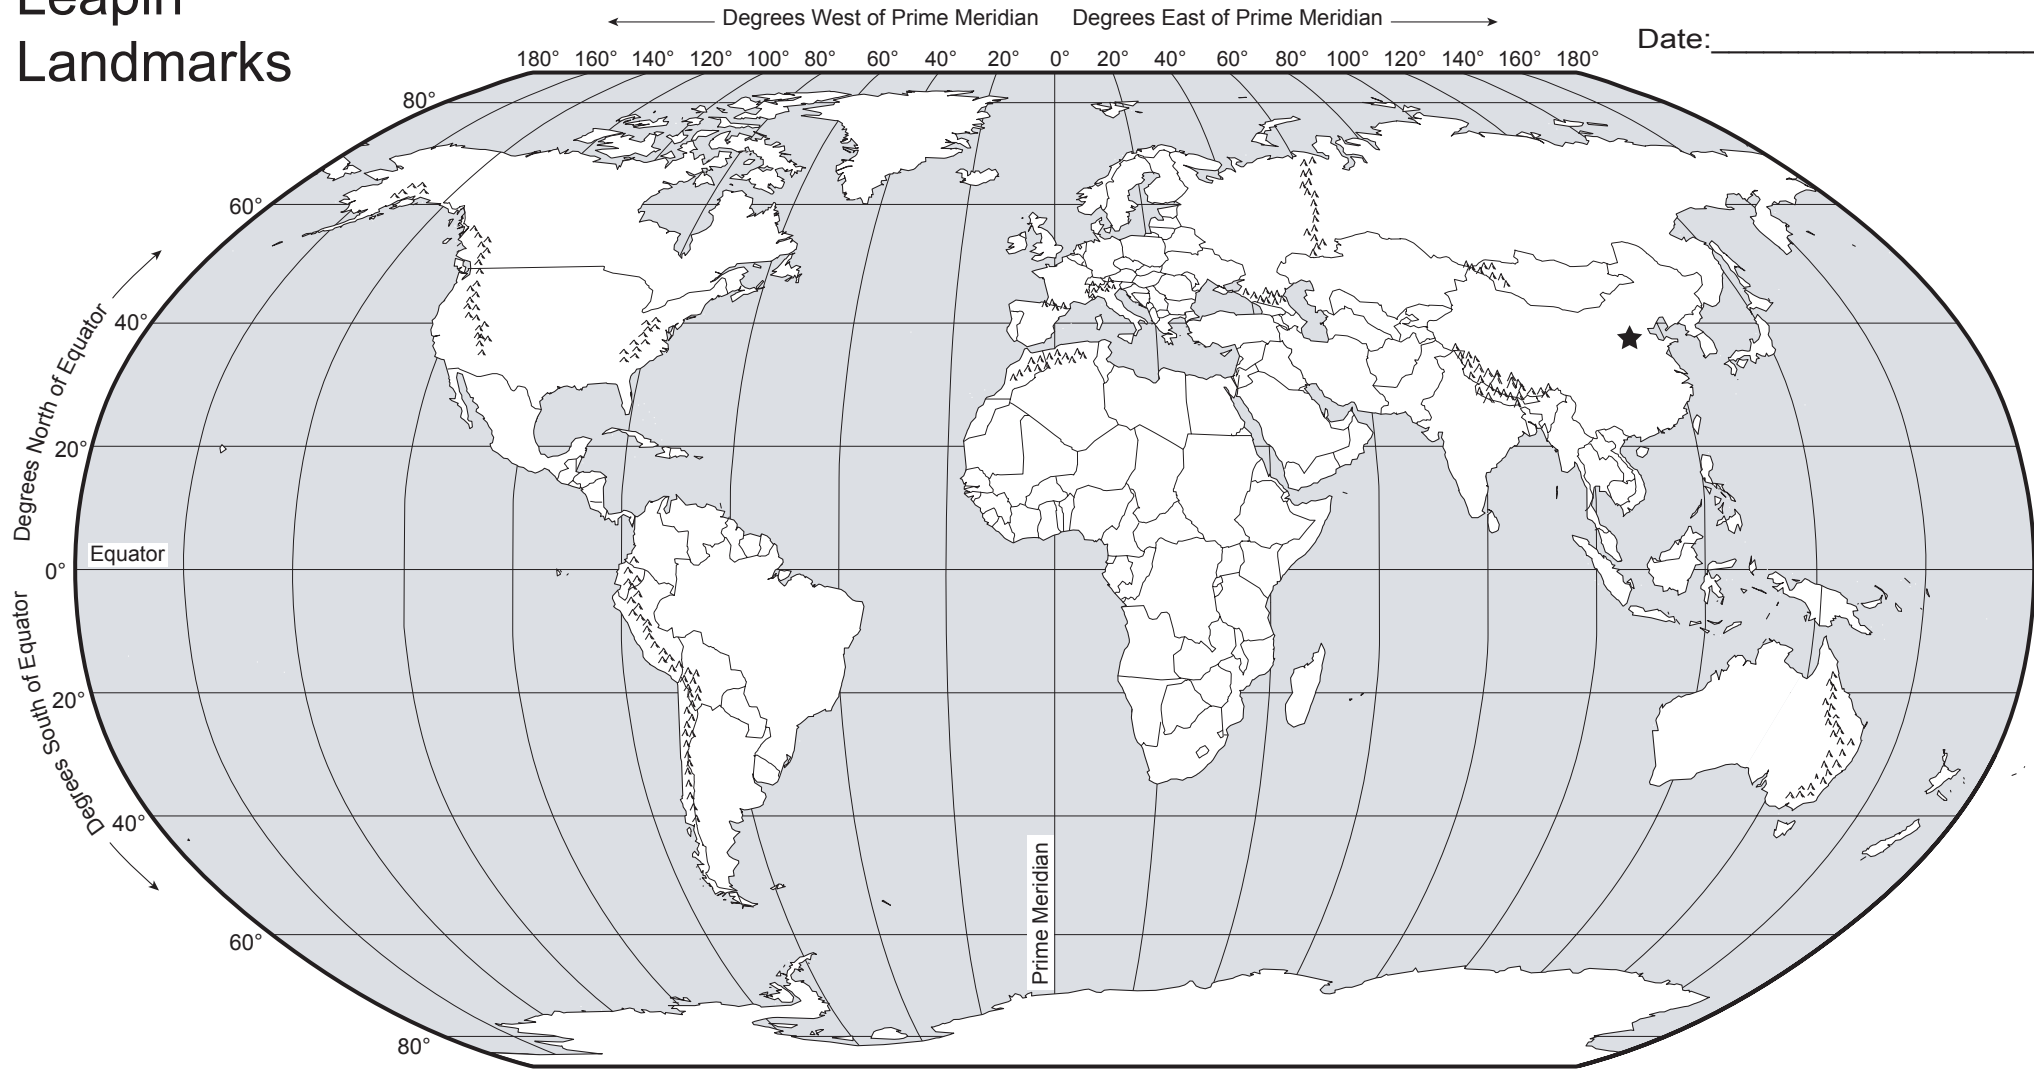 Leapin'
Landmarks
Degrees West of Prime Meridian Degrees East of Prime Meridian
Date:
180° 160° 140° 120° 100° 80° 60° 40° 20° 0° 20° 40° 60° 80° 100° 120° 140° 160° 180°
80°
60°
40°
20°
0°
20°
40°
60°
80°
Degrees North of Equator
Equator
Degrees South of Equator
Prime Meridian